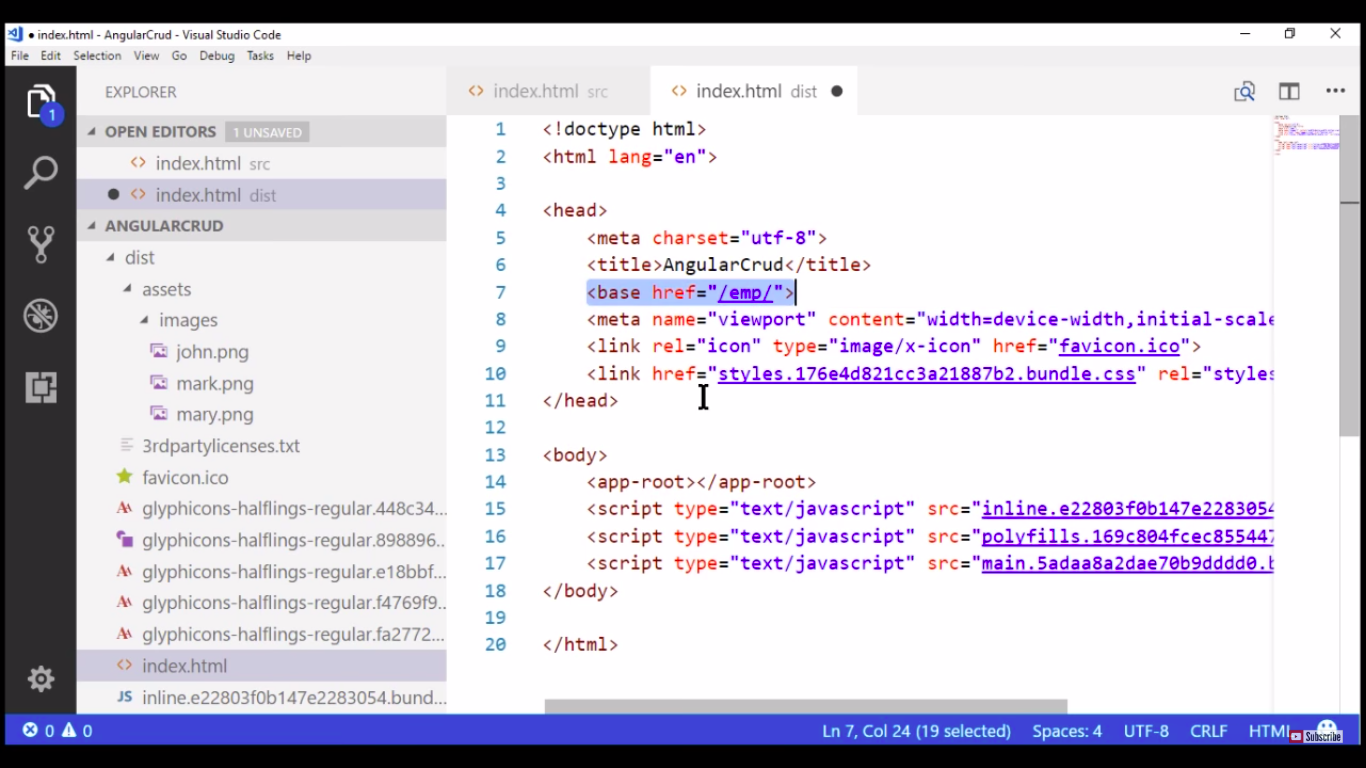 index.html - AngularCrud - Visual Studio Code
File Edit Selection View Go Debug Tasks Help
EXPLORER
1
OPEN EDITORS 1 UNSAVED
index.html src
index.html dist
ANGULARCRUD
dist
assets
images
john.png
mark.png
mary.png
3rdpartylicenses.txt
favicon.ico
glyphicons-halflings-regular.448c34...
glyphicons-halflings-regular.898896...
glyphicons-halflings-regular.e18bbf...
glyphicons-halflings-regular.f4769f9...
glyphicons-halflings-regular.fa2772...
index.html
JS inline.e22803f0b147e2283054.bund...
index.html src index.html dist
1 <!doctype html>
2 <html lang="en">
3
4 <head>
5 <meta charset="utf-8">
6 <title>AngularCrud</title>
7 <base href="/emp/">
8 <meta name="viewport" content="width=device-width,initial-scale
9 <link rel="icon" type="image/x-icon" href="favicon.ico">
10 <link href="styles.176e4d821cc3a21887b2.bundle.css" rel="styles
11 </head>
12
13 <body>
14 <app-root></app-root>
15 <script type="text/javascript" src="inline.e22803f0b147e2283054
16 <script type="text/javascript" src="polyfills.169c804fcec855447
17 <script type="text/javascript" src="main.5adaa8a2dae70b9dddd0.b
18 </body>
19
20 </html>
0 0 Ln 7, Col 24 (19 selected) Spaces: 4 UTF-8 CRLF HTML
Subscribe